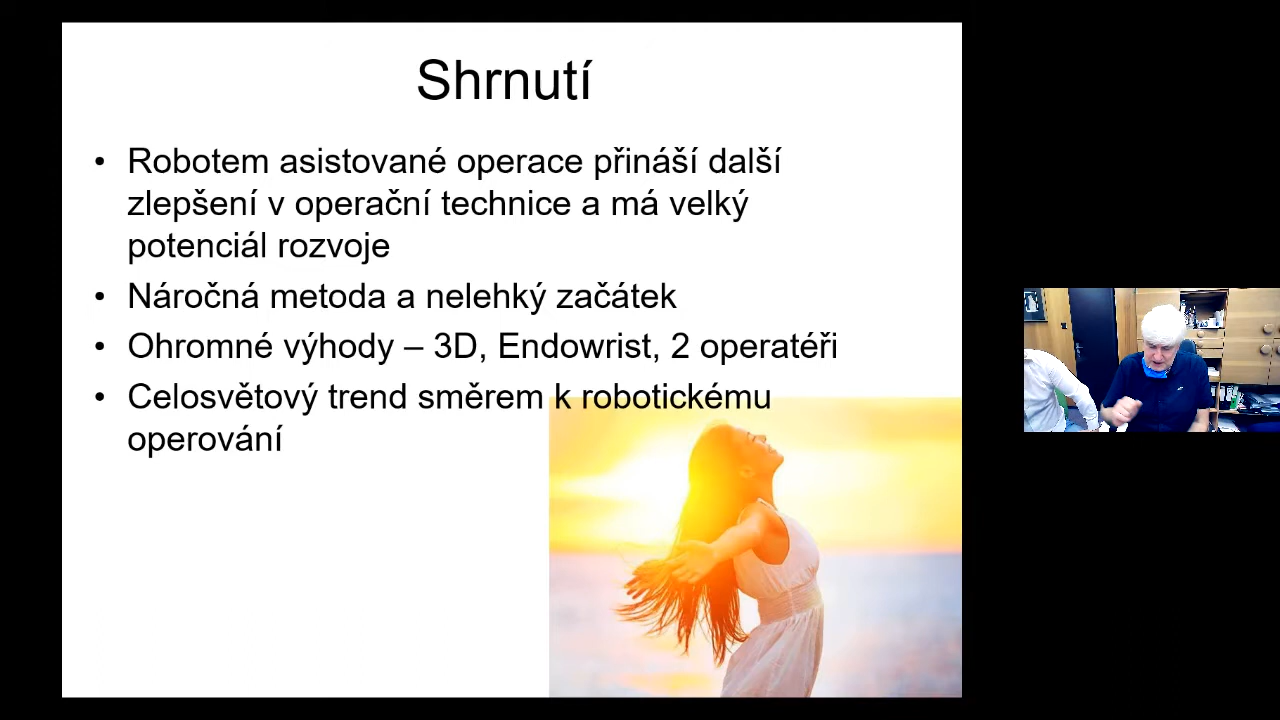 Shrnutí
• Robotem asistované operace přináší další
zlepšení v operační technice a má velký
potenciál rozvoje
• Náročná metoda a nelehký začátek
• Ohromné výhody – 3D, Endowrist, 2 operatéři
• Celosvětový trend směrem k robotickému
operování